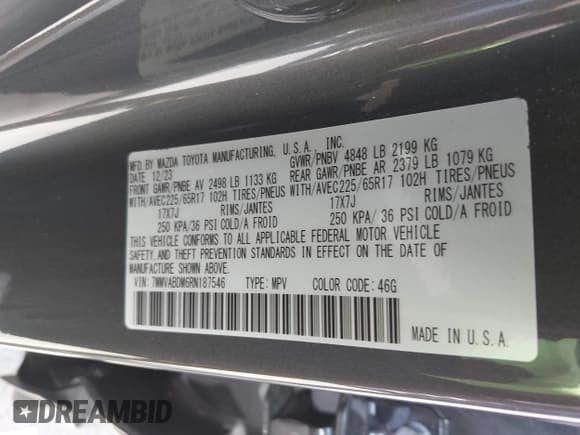 MFD. BY MAZDA TOYOTA MANUFACTURING, U.S.A., INC.
DATE 12/23 GVWR/PNBV 4848 LB 2199 KG
FRONT GAWR/PNBE AV 2498 LB 1133 KG REAR GAWR/PNBE AR 2379 LB 1079 KG
WITH/AVEC225/65R17 102H TIRES/PNEUS WITH/AVEC225/65R17 102H TIRES/PNEUS
17X7J RIMS/JANTES 17X7J RIMS/JANTES
250 KPA/36 PSI COLD/A FROID 250 KPA/36 PSI COLD/A FROID
THIS VEHICLE CONFORMS TO ALL APPLICABLE FEDERAL MOTOR VEHICLE
SAFETY, AND THEFT PREVENTION STANDARDS IN EFFECT ON THE DATE OF
MANUFACTURE SHOWN ABOVE.
VIN: 7MMVABDM6RN187546 TYPE: MPV COLOR CODE: 46G
MADE IN U.S.A.
DREAMBID